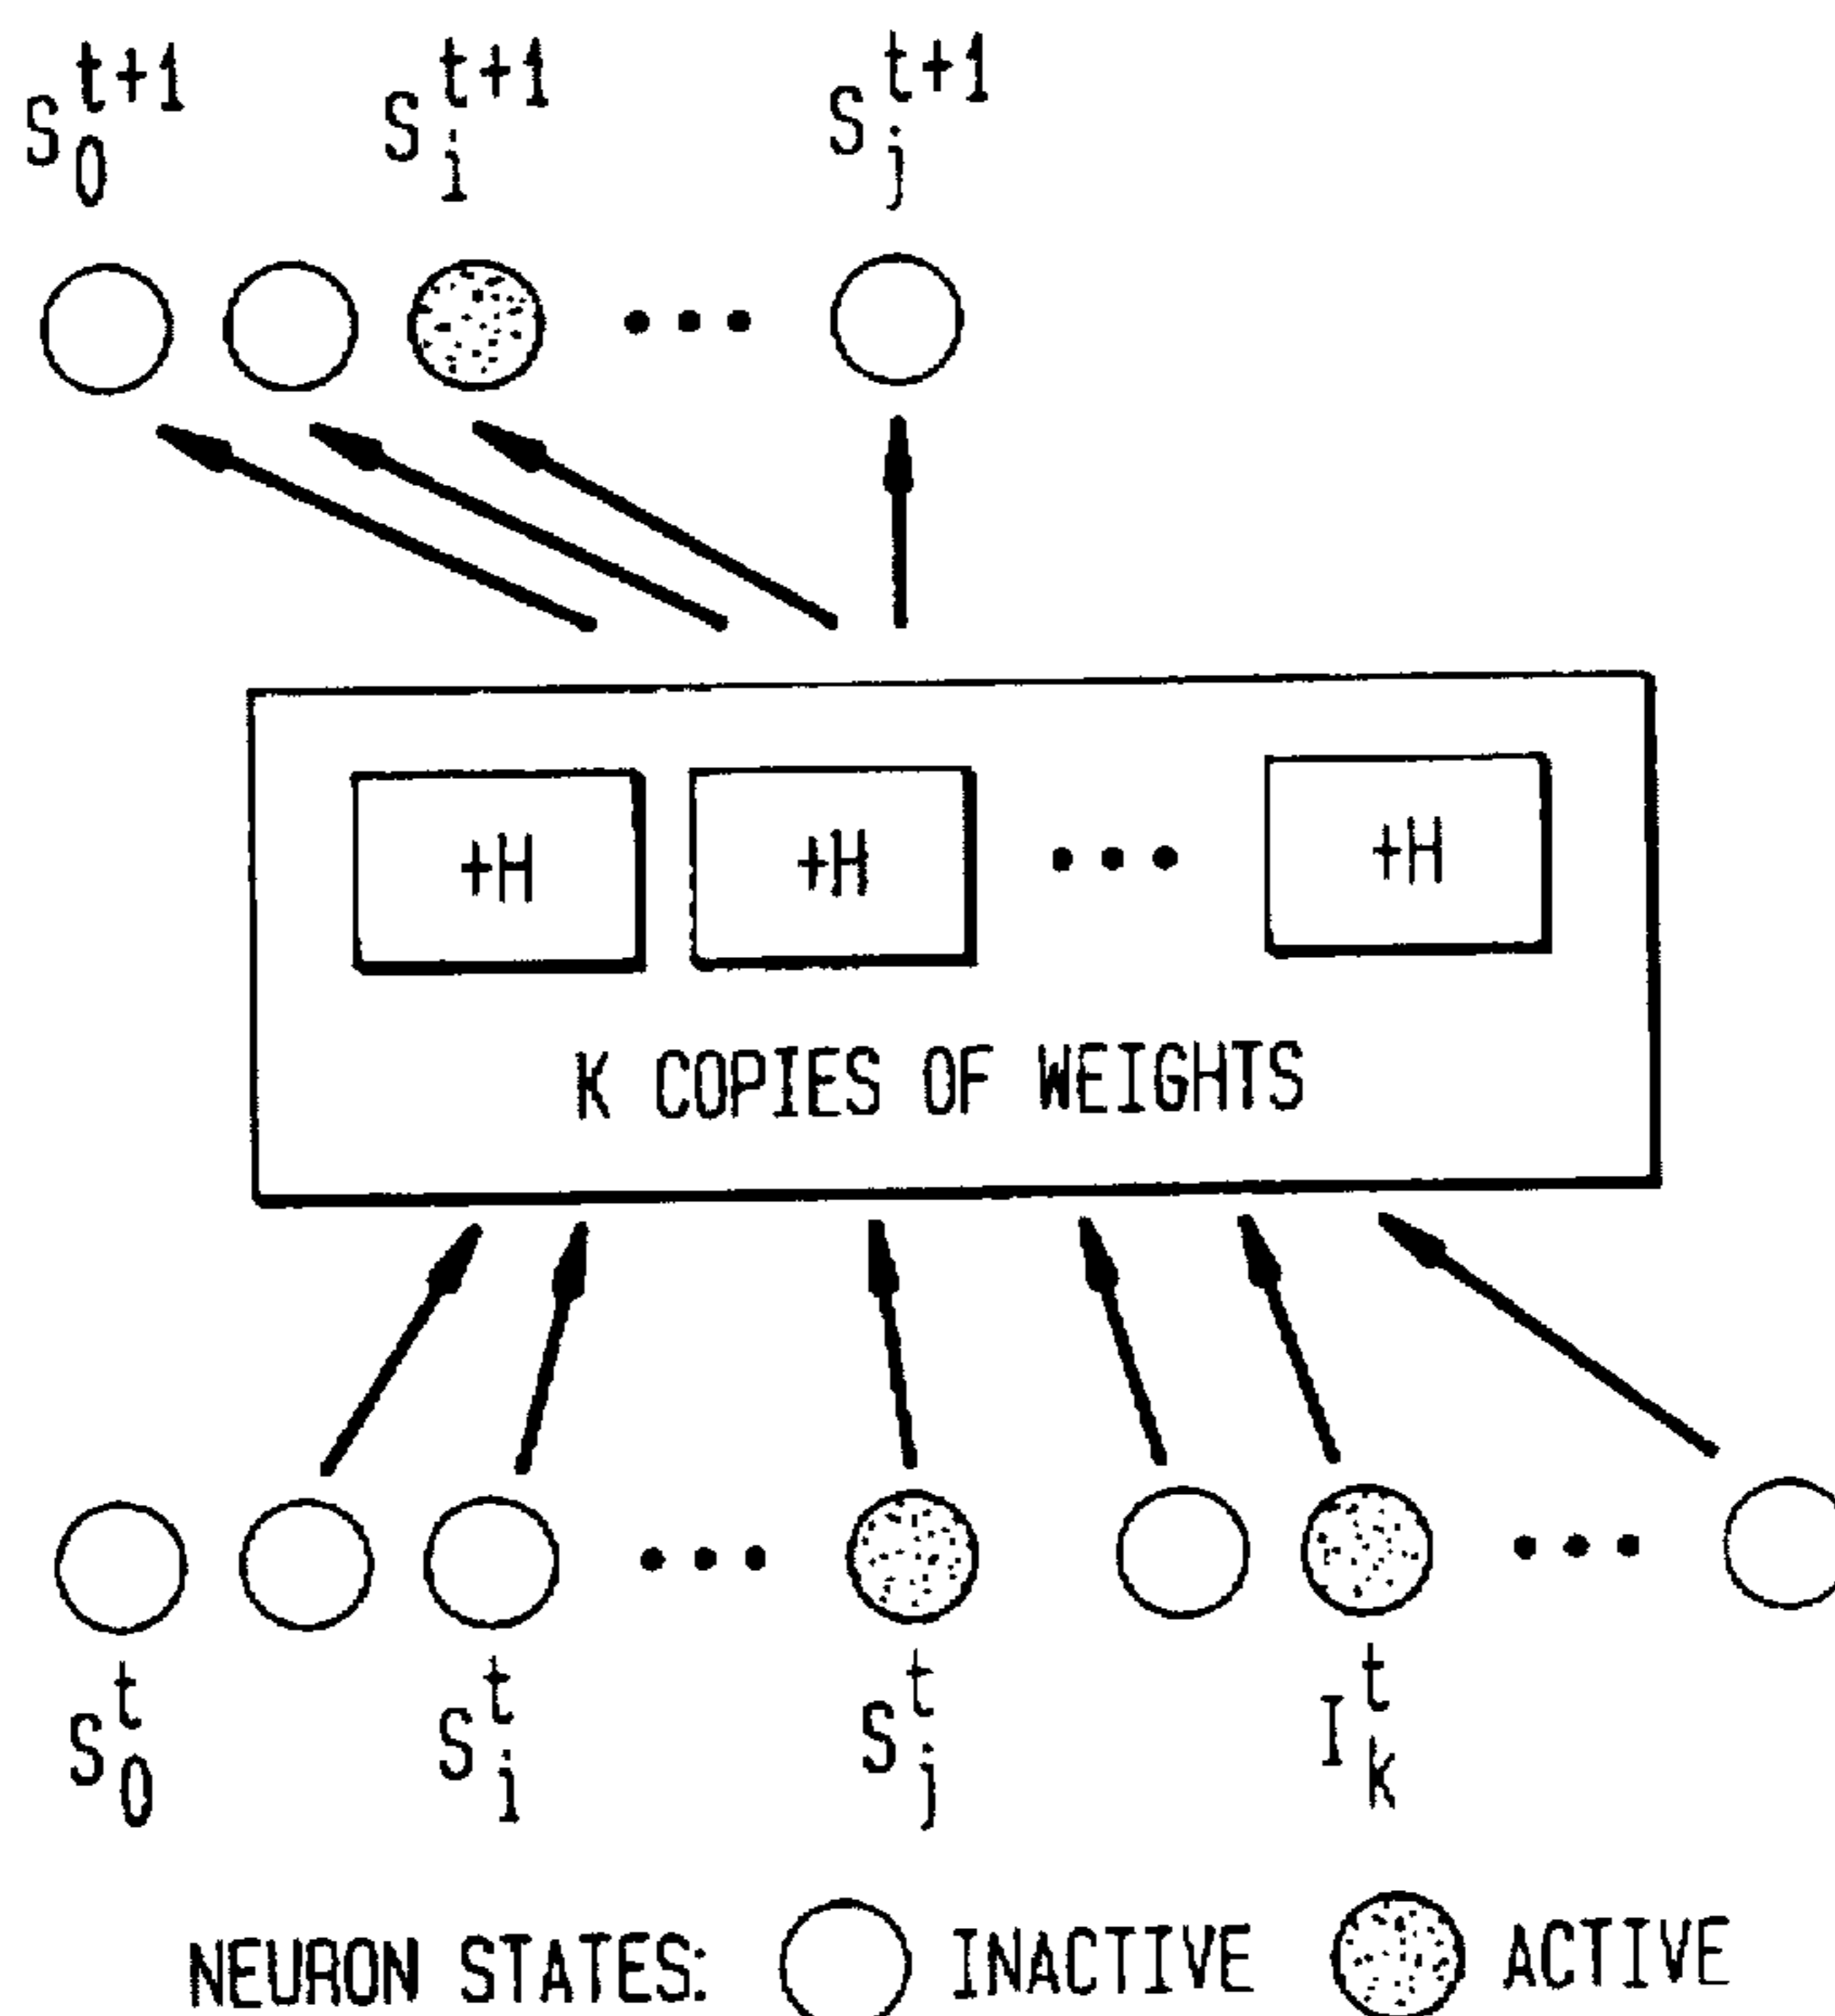 S₀ᵗ⁺¹ Sᵢᵗ⁺¹ Sⱼᵗ⁺¹
+H +H +H
K COPIES OF WEIGHTS
S₀ᵗ Sᵢᵗ Sⱼᵗ Iₖᵗ
NEURON STATES: INACTIVE ACTIVE